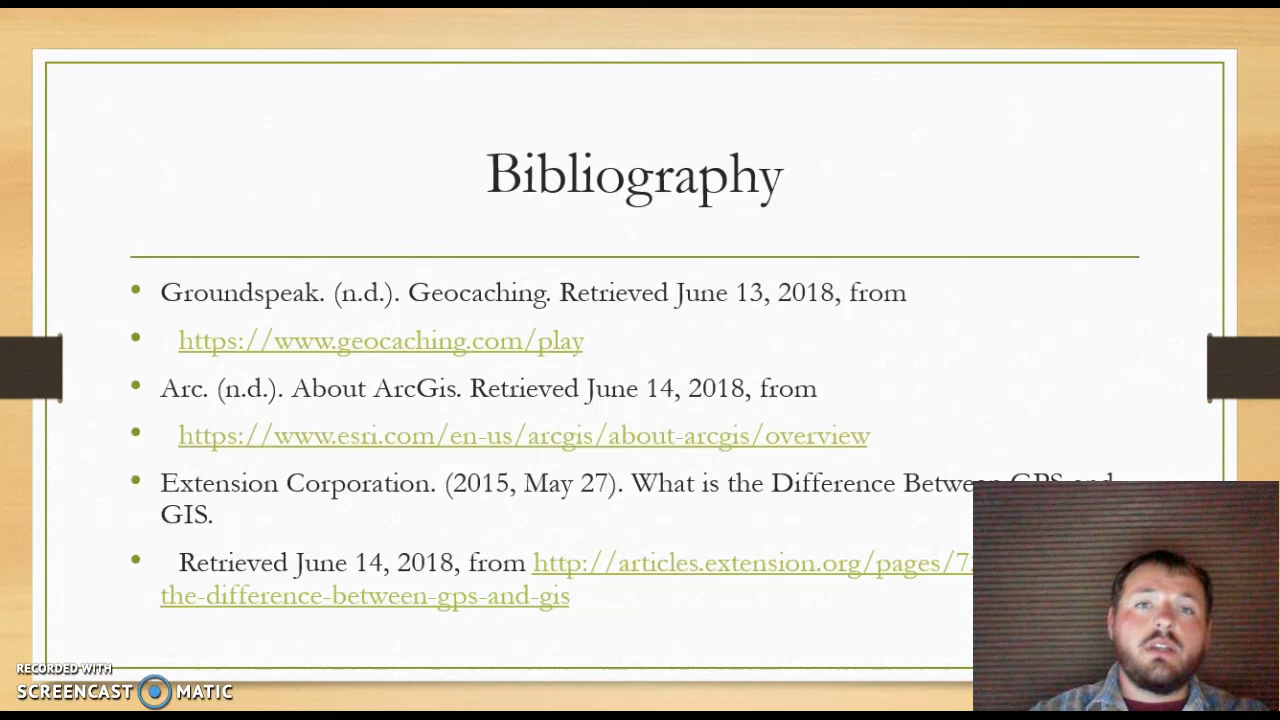 Bibliography
Groundspeak. (n.d.). Geocaching. Retrieved June 13, 2018, from
https://www.geocaching.com/play
Arc. (n.d.). About ArcGis. Retrieved June 14, 2018, from
https://www.esri.com/en-us/arcgis/about-arcgis/overview
Extension Corporation. (2015, May 27). What is the Difference Between GPS and
GIS.
Retrieved June 14, 2018, from http://articles.extension.org/pages/7
the-difference-between-gps-and-gis
RECORDED WITH
SCREENCAST MATIC